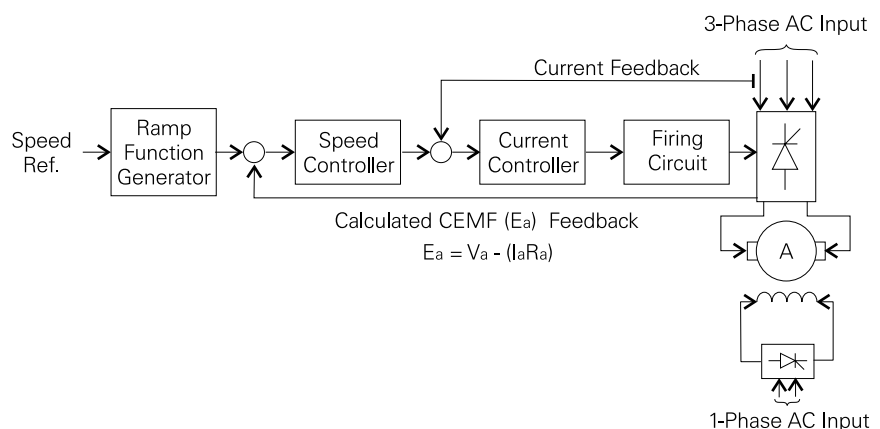 3-Phase AC Input
Current Feedback
Speed
Ref.
Ramp
Function
Generator
Speed
Controller
Current
Controller
Firing
Circuit
Calculated CEMF (Ea) Feedback
Ea = Va - (IaRa)
A
1-Phase AC Input